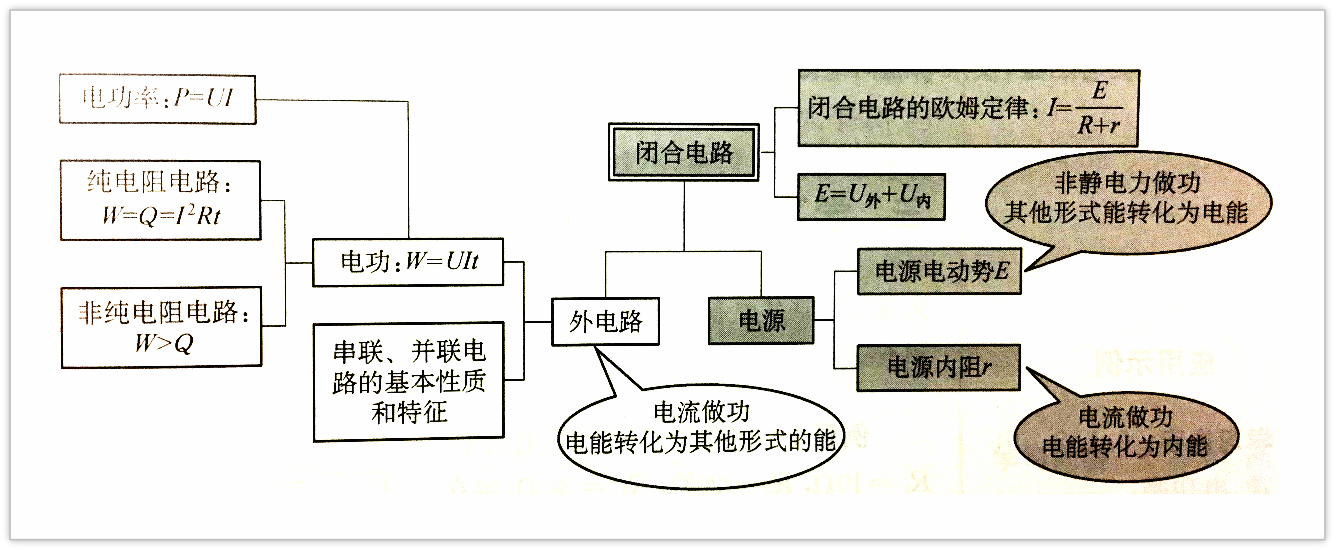 电功率：P=UI
纯电阻电路：
W=Q=I²Rt
非纯电阻电路：
W>Q
电功：W=UIt
串联、并联电
路的基本性质
和特征
外电路
电流做功
电能转化为其他形式的能
闭合电路
闭合电路的欧姆定律：I=E/(R+r)
E=U外+U内
非静电力做功
其他形式能转化为电能
电源
电源电动势E
电源内阻r
电流做功
电能转化为内能